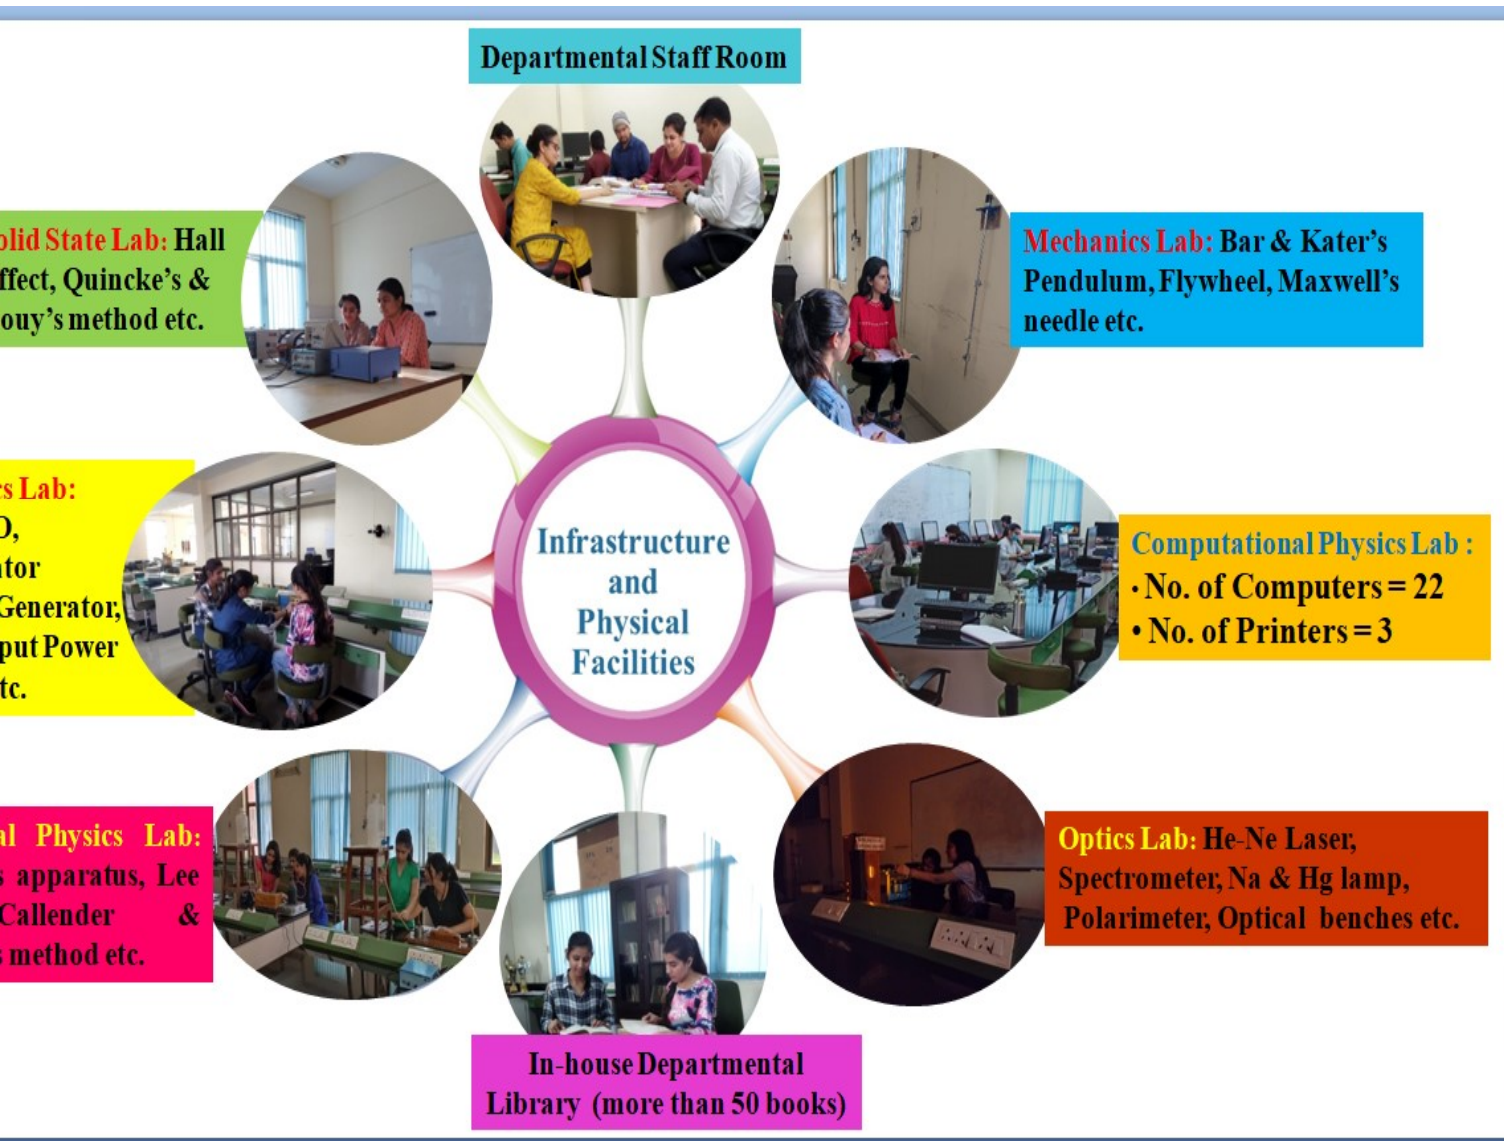 Departmental Staff Room
olid State Lab: Hall
ffect, Quincke's &
ouy's method etc.
Mechanics Lab: Bar & Kater's
Pendulum, Flywheel, Maxwell's
needle etc.
cs Lab:
O,
ator
Generator,
put Power
tc.
Infrastructure
and
Physical
Facilities
Computational Physics Lab :
• No. of Computers = 22
• No. of Printers = 3
al Physics Lab:
s apparatus, Lee
Callender &
s method etc.
Optics Lab: He-Ne Laser,
Spectrometer, Na & Hg lamp,
Polarimeter, Optical benches etc.
In-house Departmental
Library (more than 50 books)